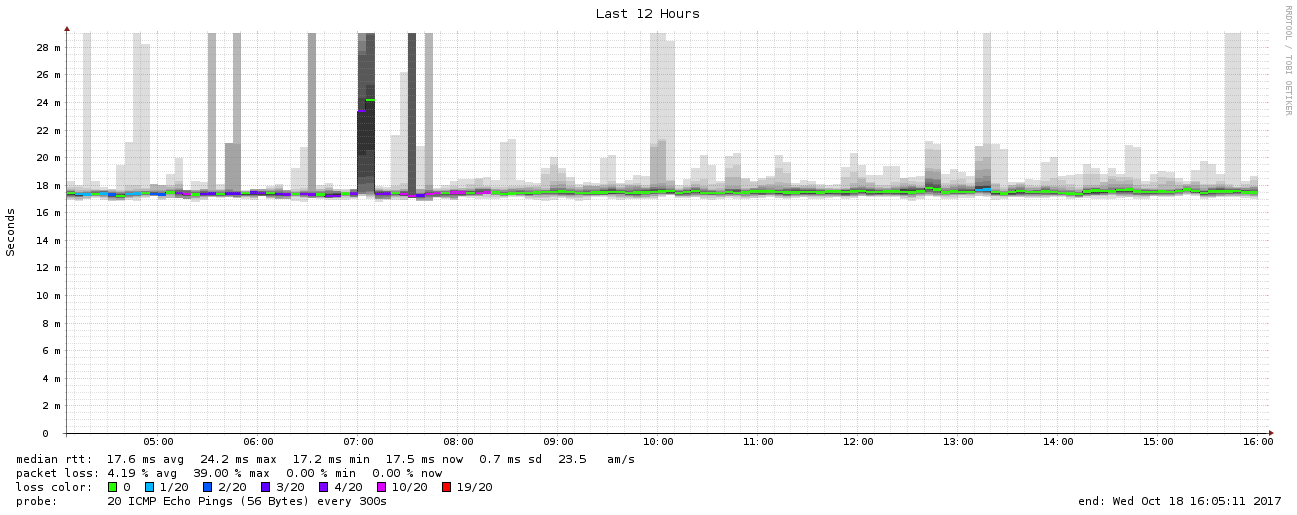 Last 12 Hours
RRDTOOL / TOBI OETIKER
Seconds
28 m
26 m
24 m
22 m
20 m
18 m
16 m
14 m
12 m
10 m
8 m
6 m
4 m
2 m
0
05:00 06:00 07:00 08:00 09:00 10:00 11:00 12:00 13:00 14:00 15:00 16:00
median rtt: 17.6 ms avg 24.2 ms max 17.2 ms min 17.5 ms now 0.7 ms sd 23.5 am/s
packet loss: 4.19 % avg 39.00 % max 0.00 % min 0.00 % now
loss color: 0 1/20 2/20 3/20 4/20 10/20 19/20
probe: 20 ICMP Echo Pings (56 Bytes) every 300s
end: Wed Oct 18 16:05:11 2017